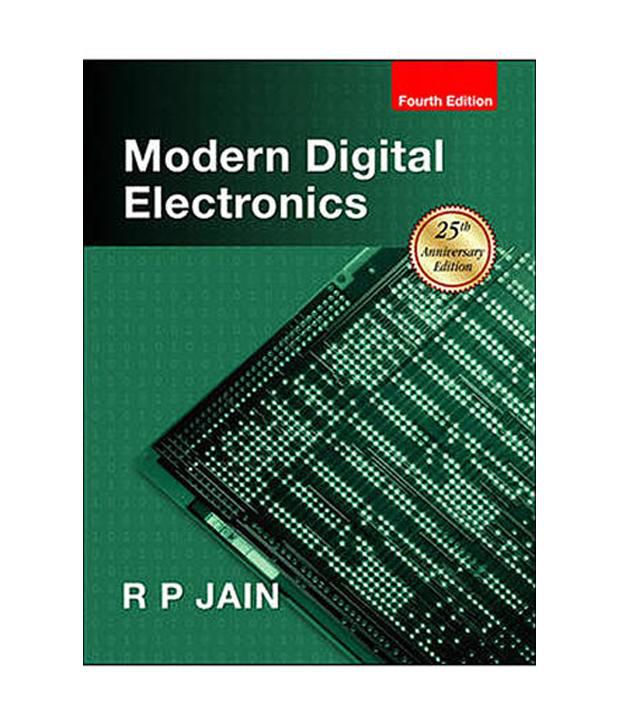 Fourth Edition
Modern Digital
Electronics
25th
Anniversary
Edition
R P JAIN